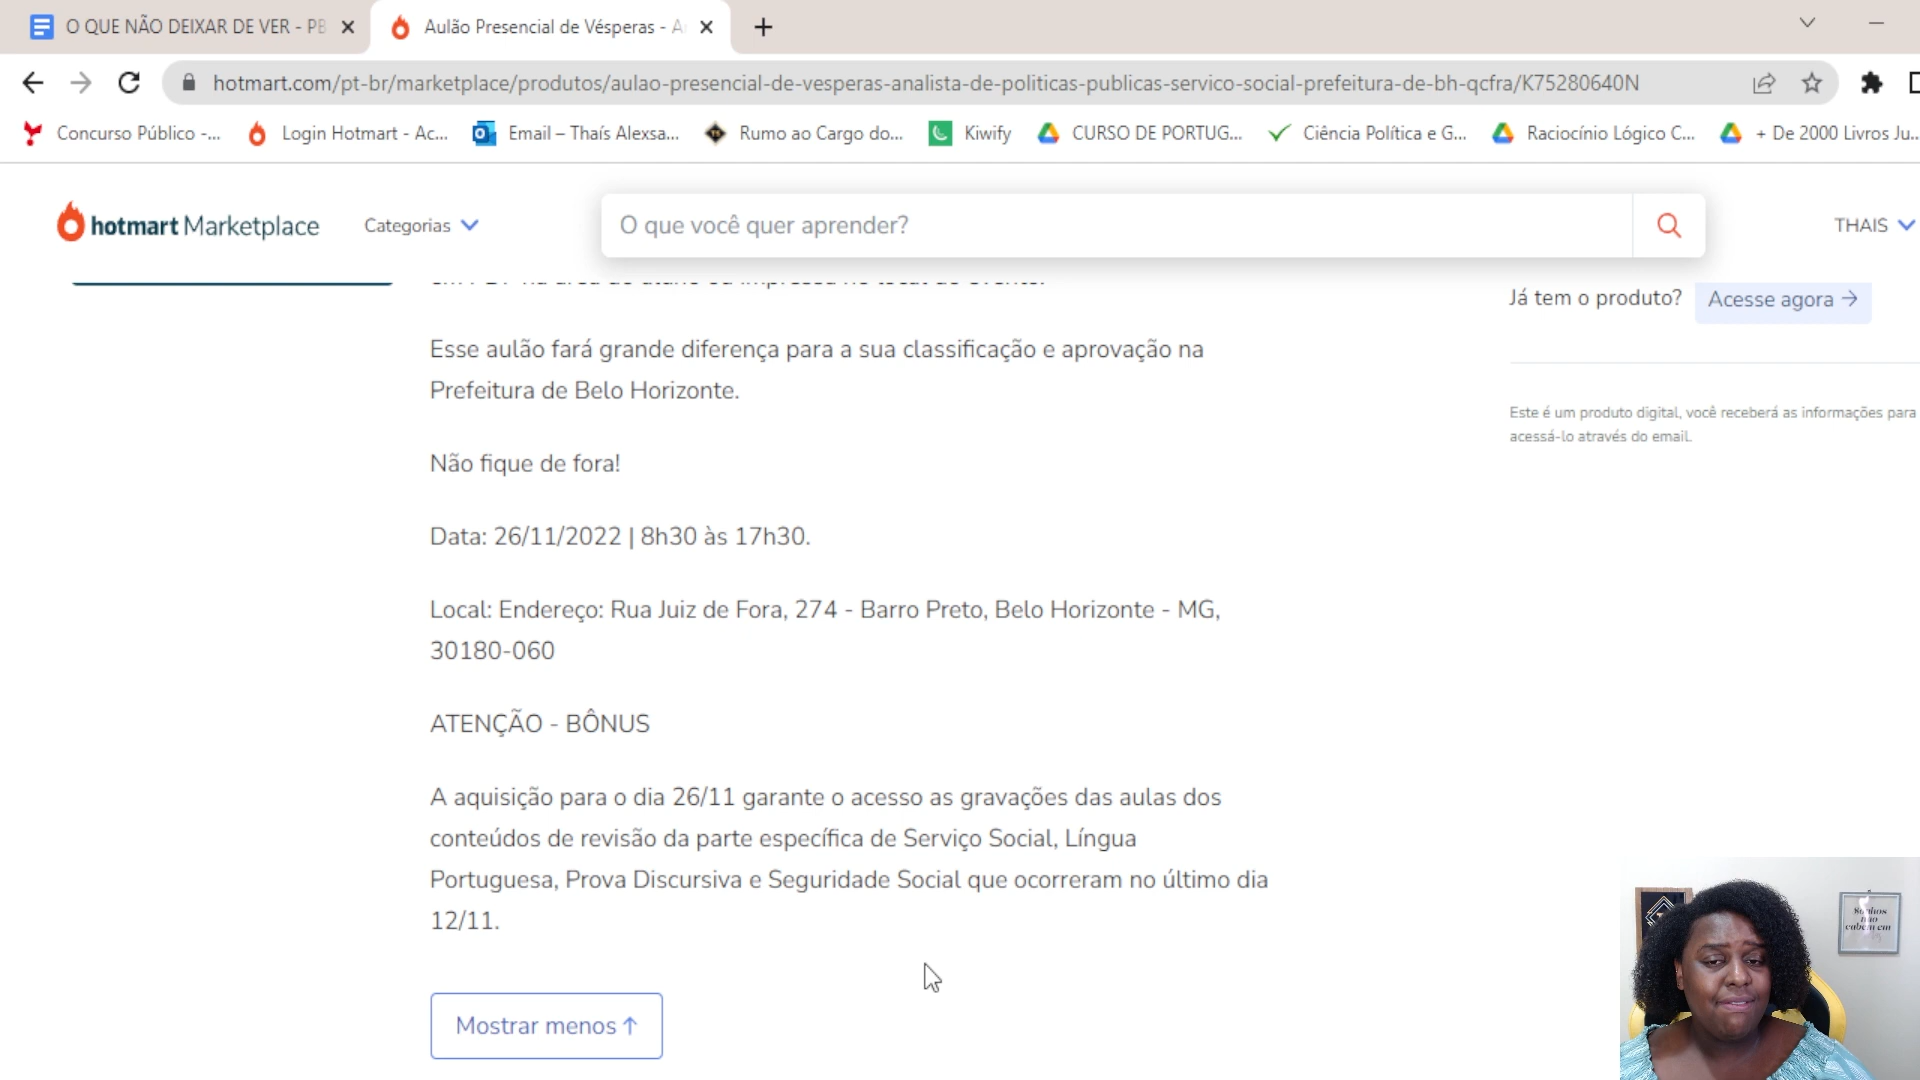 O QUE NÃO DEIXAR DE VER - PB
Aulão Presencial de Vésperas - A
hotmart.com/pt-br/marketplace/produtos/aulao-presencial-de-vesperas-analista-de-politicas-publicas-servico-social-prefeitura-de-bh-qcfra/K75280640N
Concurso Público -...
Login Hotmart - Ac...
Email – Thaís Alexsa...
Rumo ao Cargo do...
Kiwify
CURSO DE PORTUG...
Ciência Política e G...
Raciocínio Lógico C...
+ De 2000 Livros Ju...
hotmart Marketplace
Categorias
O que você quer aprender?
THAIS
Já tem o produto?
Acesse agora →
Este é um produto digital, você receberá as informações para
acessá-lo através do email.
Esse aulão fará grande diferença para a sua classificação e aprovação na
Prefeitura de Belo Horizonte.
Não fique de fora!
Data: 26/11/2022 | 8h30 às 17h30.
Local: Endereço: Rua Juiz de Fora, 274 - Barro Preto, Belo Horizonte - MG,
30180-060
ATENÇÃO - BÔNUS
A aquisição para o dia 26/11 garante o acesso as gravações das aulas dos
conteúdos de revisão da parte específica de Serviço Social, Língua
Portuguesa, Prova Discursiva e Seguridade Social que ocorreram no último dia
12/11.
Mostrar menos ↑
Sonhos
não
cabem em